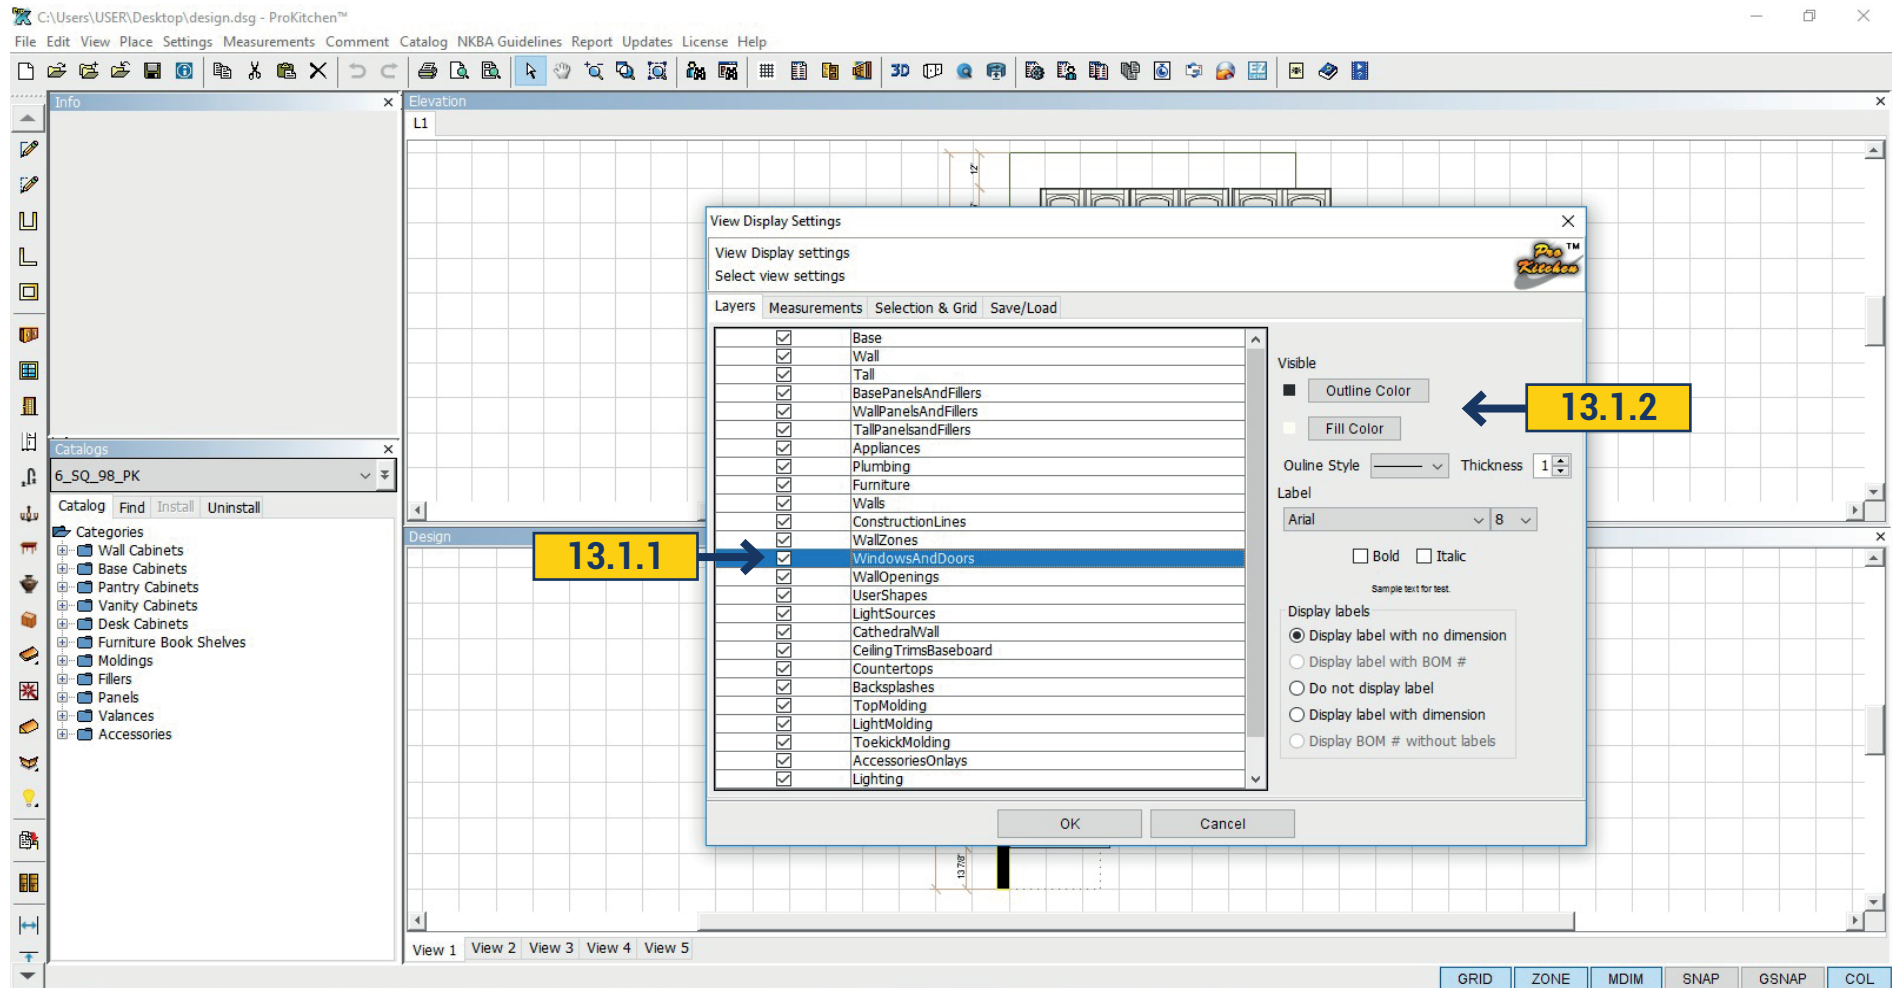 C:\Users\USER\Desktop\design.dsg - ProKitchen™
File Edit View Place Settings Measurements Comment Catalog NKBA Guidelines Report Updates License Help
3D
Info
Elevation
L1
12"
View Display Settings
View Display settings
Select view settings
Pro Kitchen TM
Layers Measurements Selection & Grid Save/Load
Base
Wall
Tall
BasePanelsAndFillers
WallPanelsAndFillers
TallPanelsandFillers
Appliances
Plumbing
Furniture
Walls
ConstructionLines
WallZones
WindowsAndDoors
WallOpenings
UserShapes
LightSources
CathedralWall
CeilingTrimsBaseboard
Countertops
Backsplashes
TopMolding
LightMolding
ToekickMolding
AccessoriesOnlays
Lighting
Visible
Outline Color
Fill Color
Ouline Style Thickness 1
Label
Arial 8
Bold Italic
Sample text for test.
Display labels
Display label with no dimension
Display label with BOM #
Do not display label
Display label with dimension
Display BOM # without labels
OK Cancel
13.1.1
13.1.2
Catalogs
6_SQ_98_PK
Catalog Find Install Uninstall
Categories
Wall Cabinets
Base Cabinets
Pantry Cabinets
Vanity Cabinets
Desk Cabinets
Furniture Book Shelves
Moldings
Fillers
Panels
Valances
Accessories
Design
13 7/8"
View 1 View 2 View 3 View 4 View 5
GRID ZONE MDIM SNAP GSNAP COL